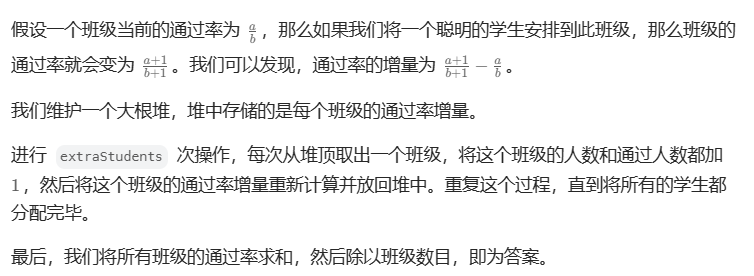 假设一个班级当前的通过率为 a/b，那么如果我们将一个聪明的学生安排到此班级，那么班级的
通过率就会变为 a+1/b+1。我们可以发现，通过率的增量为 a+1/b+1 − a/b。
我们维护一个大根堆，堆中存储的是每个班级的通过率增量。
进行 extraStudents 次操作，每次从堆顶取出一个班级，将这个班级的人数和通过人数都加
1，然后将这个班级的通过率增量重新计算并放回堆中。重复这个过程，直到将所有的学生都
分配完毕。
最后，我们将所有班级的通过率求和，然后除以班级数目，即为答案。